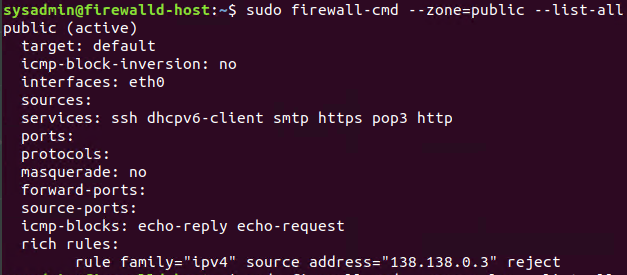 sysadmin@firewalld-host:~$ sudo firewall-cmd --zone=public --list-all
public (active)
  target: default
  icmp-block-inversion: no
  interfaces: eth0
  sources:
  services: ssh dhcpv6-client smtp https pop3 http
  ports:
  protocols:
  masquerade: no
  forward-ports:
  source-ports:
  icmp-blocks: echo-reply echo-request
  rich rules:
        rule family="ipv4" source address="138.138.0.3" reject